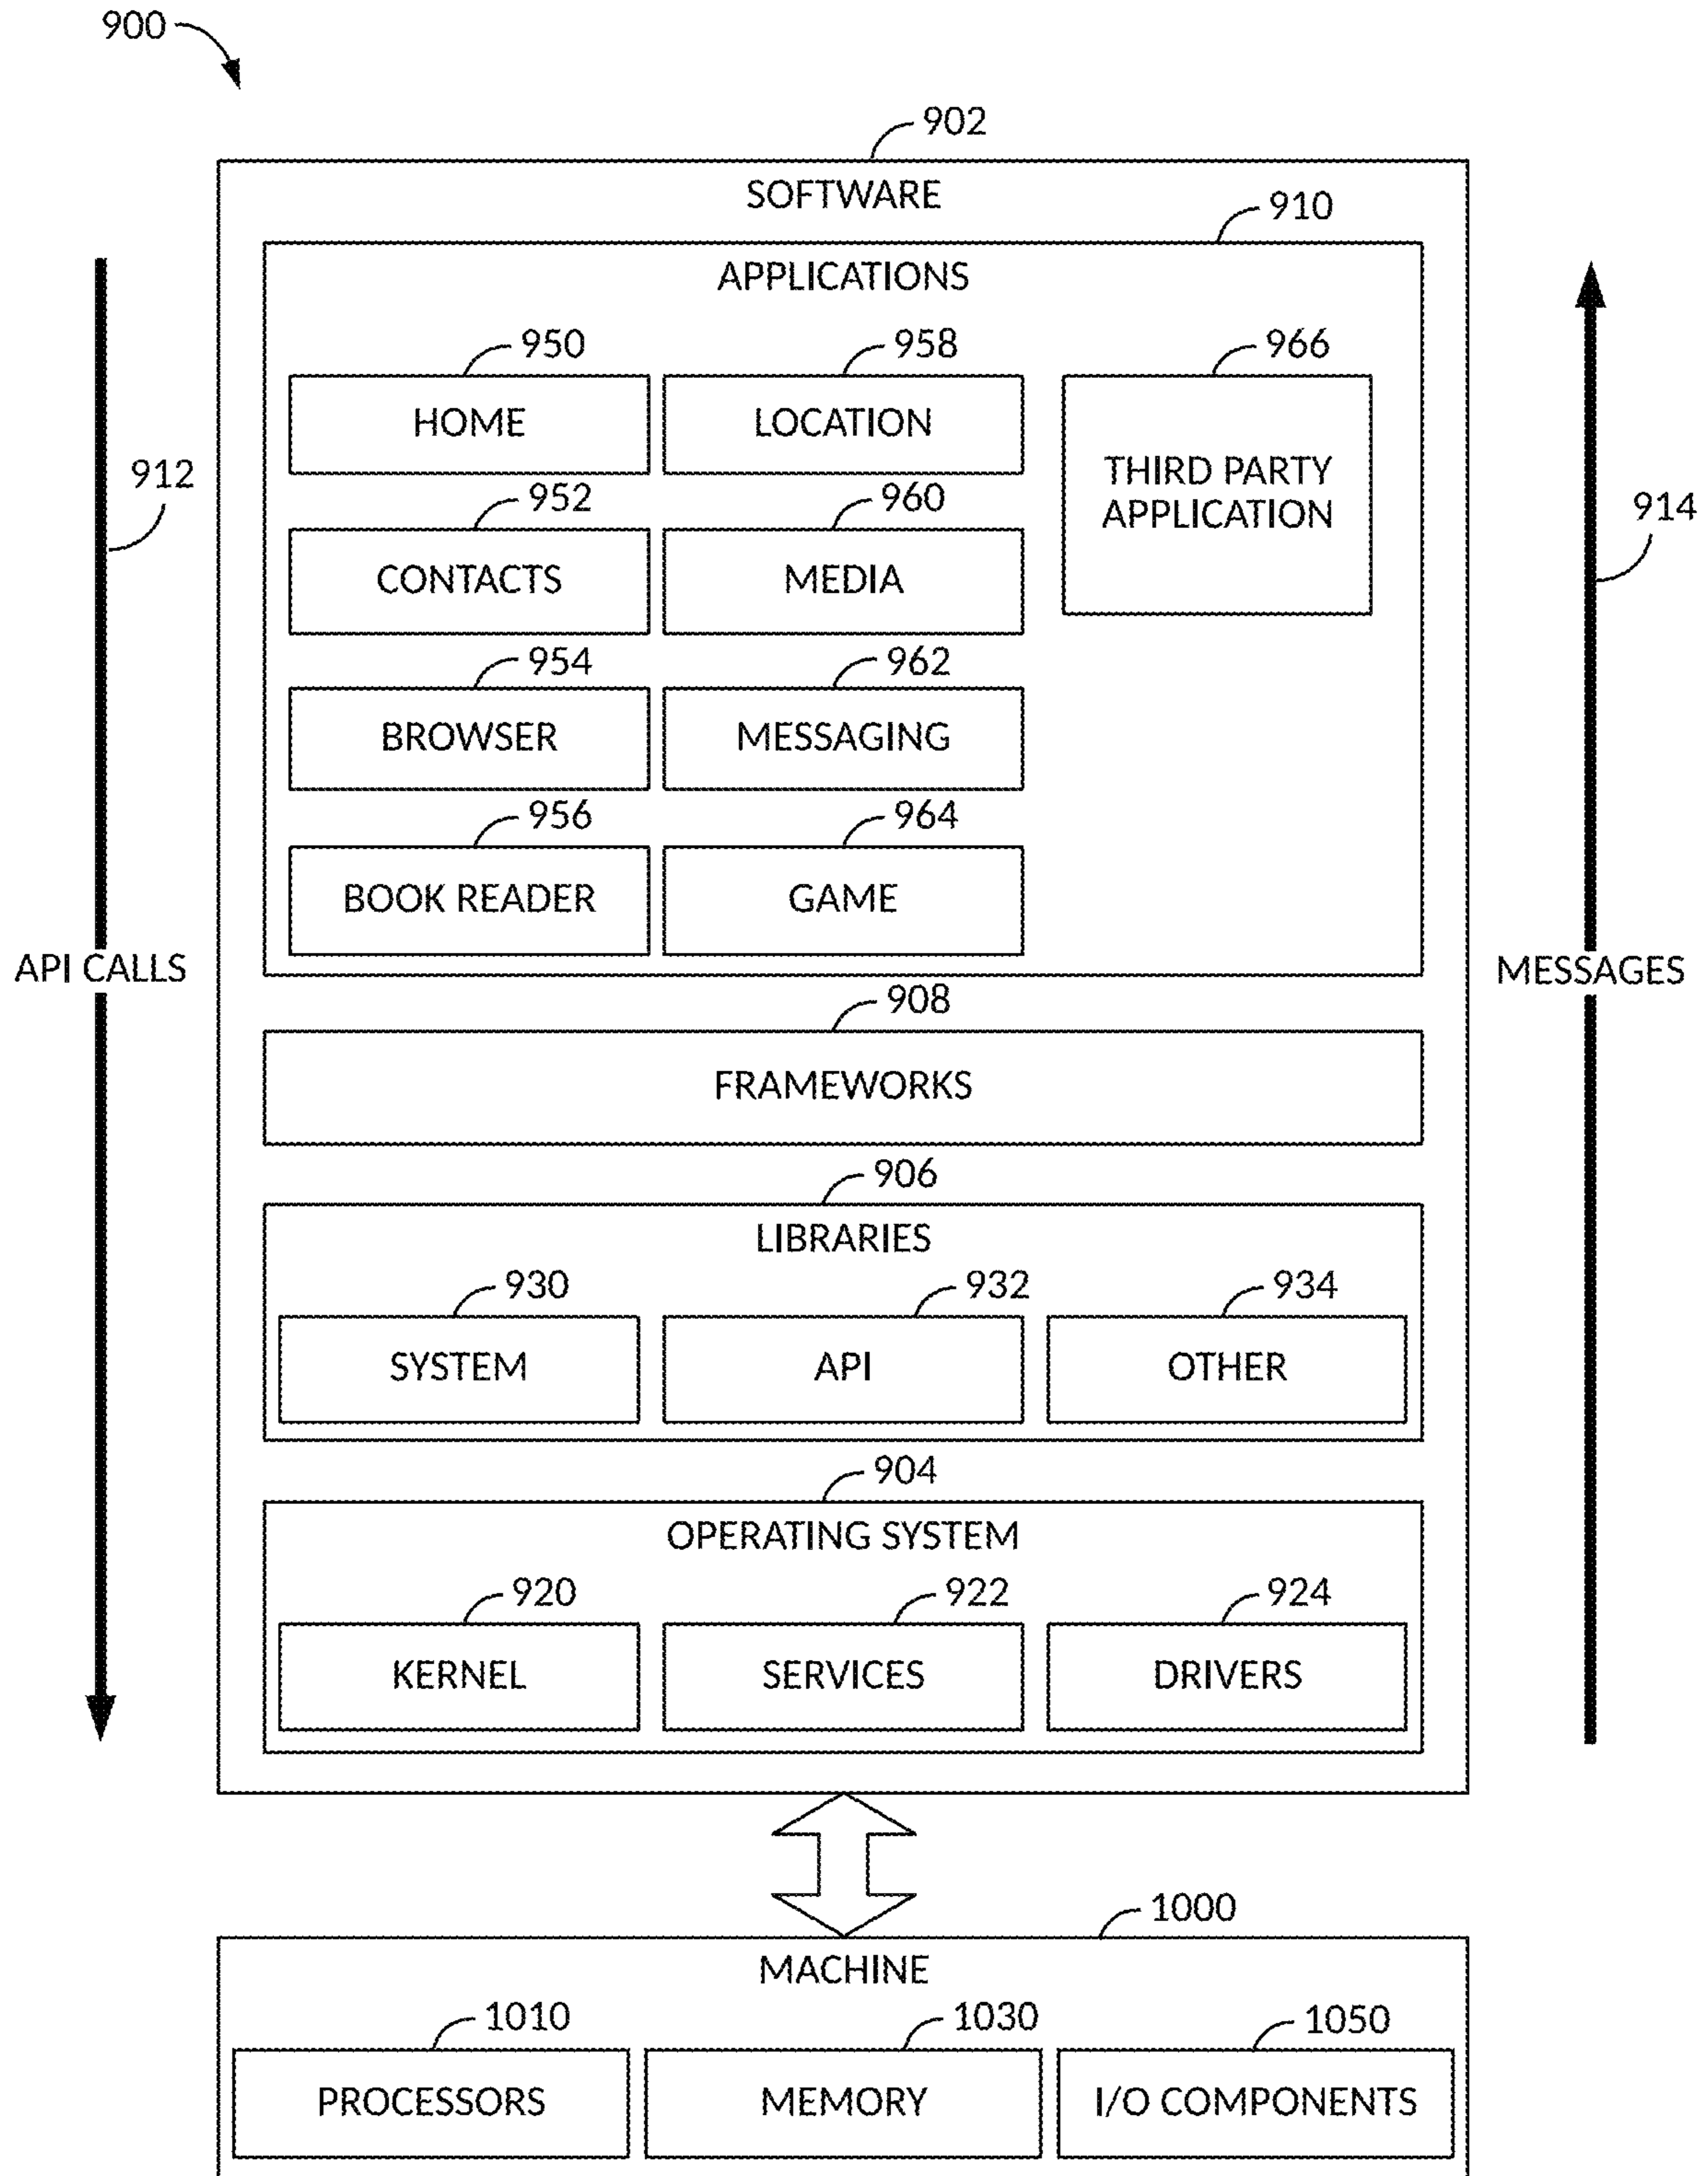 900
902
SOFTWARE
910
APPLICATIONS
950
958
966
HOME
LOCATION
THIRD PARTY
APPLICATION
912
952
960
914
CONTACTS
MEDIA
954
962
BROWSER
MESSAGING
956
964
BOOK READER
GAME
API CALLS
MESSAGES
908
FRAMEWORKS
906
LIBRARIES
930
932
934
SYSTEM
API
OTHER
904
OPERATING SYSTEM
920
922
924
KERNEL
SERVICES
DRIVERS
1000
MACHINE
1010
1030
1050
PROCESSORS
MEMORY
I/O COMPONENTS